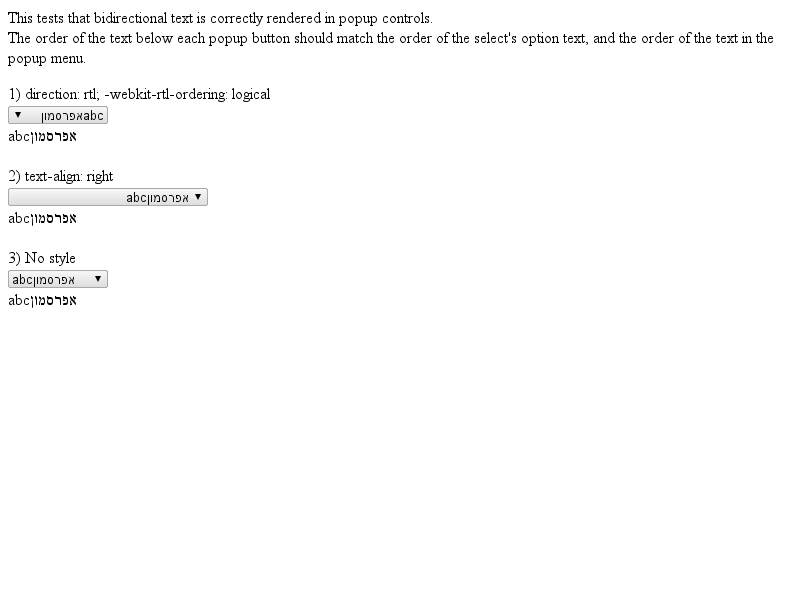 This tests that bidirectional text is correctly rendered in popup controls.
The order of the text below each popup button should match the order of the select's option text, and the order of the text in the
popup menu.
1) direction: rtl; -webkit-rtl-ordering: logical
▼ abcאפרסמון
abcאפרסמון
2) text-align: right
abcאפרסמון ▼
abcאפרסמון
3) No style
abcאפרסמון ▼
abcאפרסמון